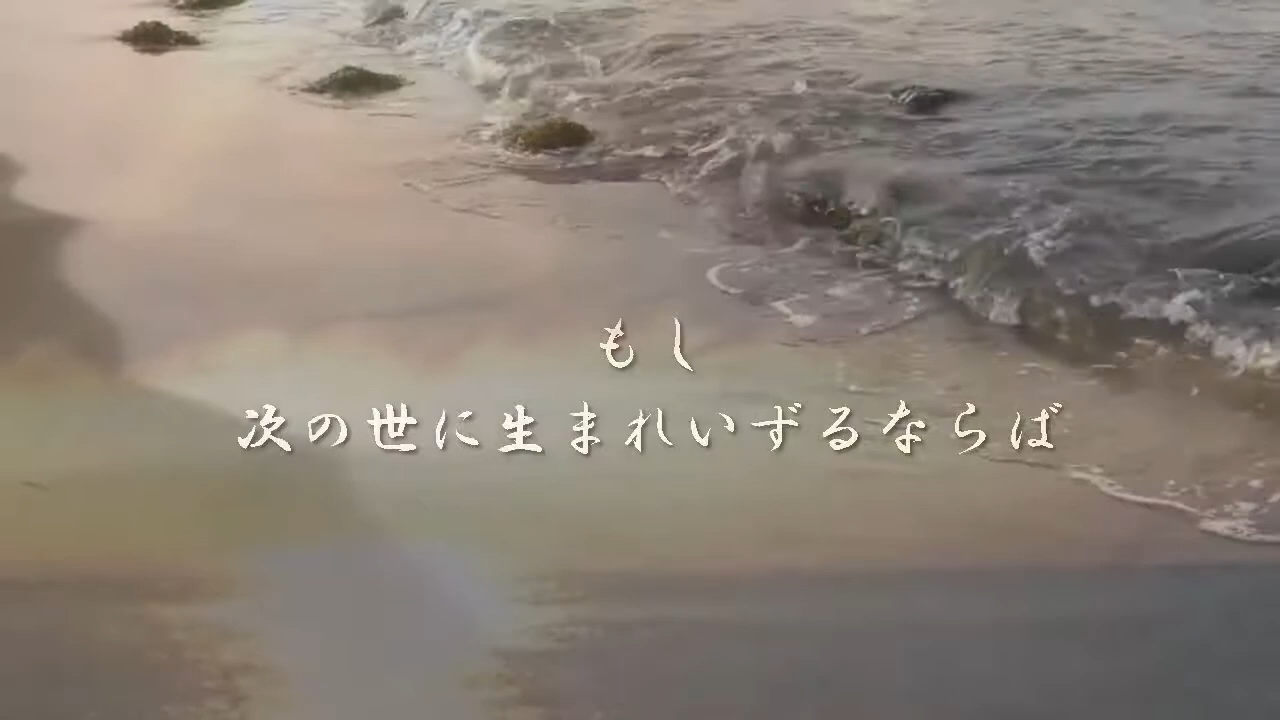 もし
次の世に生まれいずるならば